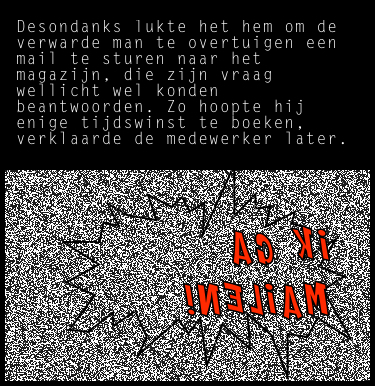 Desondanks lukte het hem om de
verwarde man te overtuigen een
mail te sturen naar het
magazijn, die zijn vraag
wellicht wel konden
beantwoorden. Zo hoopte hij
enige tijdswinst te boeken,
verklaarde de medewerker later.
iK GA
MAiLEN!